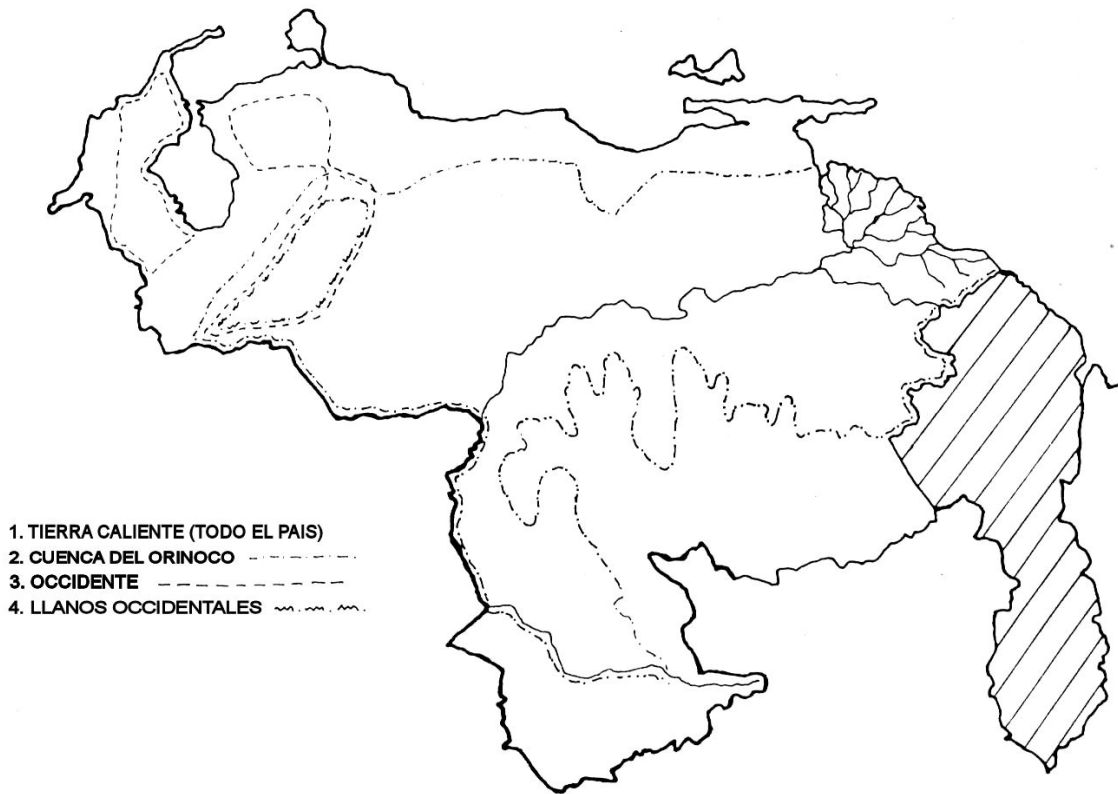 1. TIERRA CALIENTE (TODO EL PAIS)
2. CUENCA DEL ORINOCO
3. OCCIDENTE
4. LLANOS OCCIDENTALES